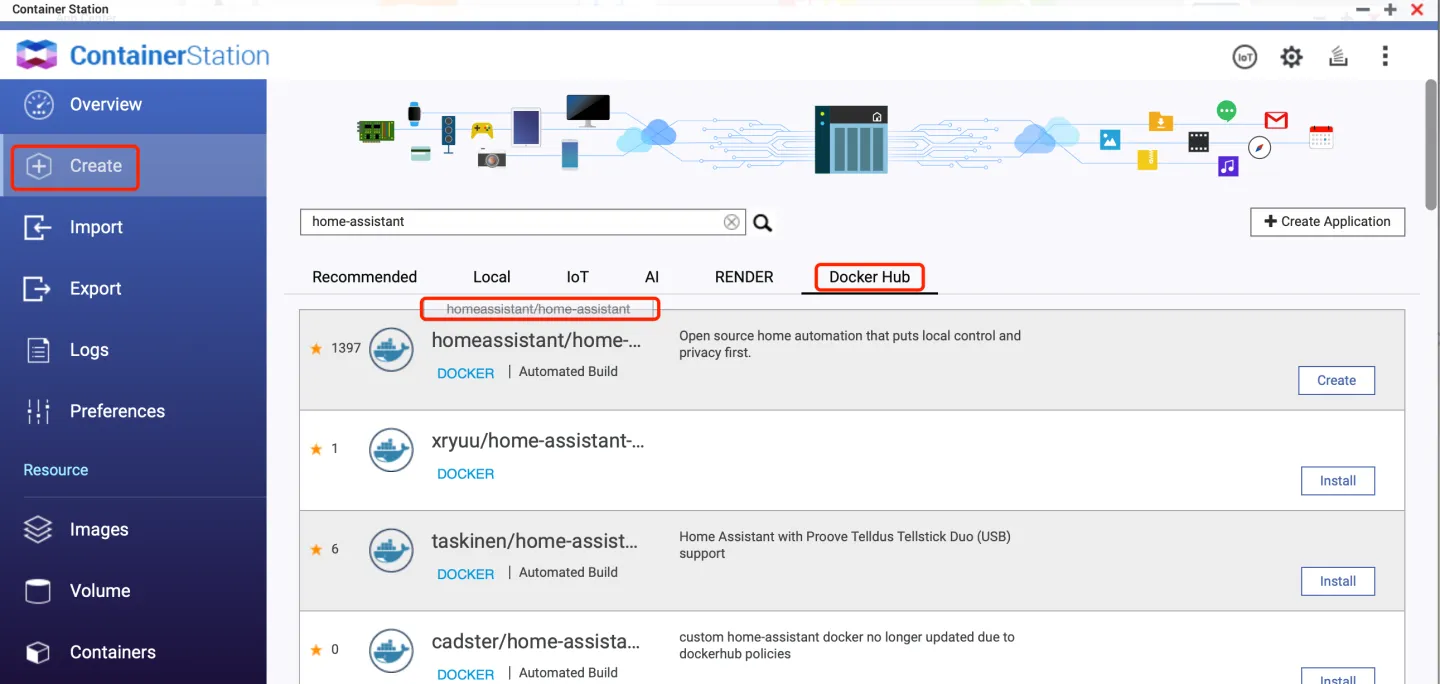 Container Station
ContainerStation
IoT
Overview
Create
Import
Export
Logs
Preferences
Resource
Images
Volume
Containers
home-assistant
+ Create Application
Recommended Local IoT AI RENDER Docker Hub
homeassistant/home-assistant
1397
homeassistant/home-...
DOCKER | Automated Build
Open source home automation that puts local control and
privacy first.
Create
1
xryuu/home-assistant-...
DOCKER
Install
6
taskinen/home-assist...
DOCKER | Automated Build
Home Assistant with Proove Telldus Tellstick Duo (USB)
support
Install
0
cadster/home-assista...
DOCKER | Automated Build
custom home-assistant docker no longer updated due to
dockerhub policies
Install